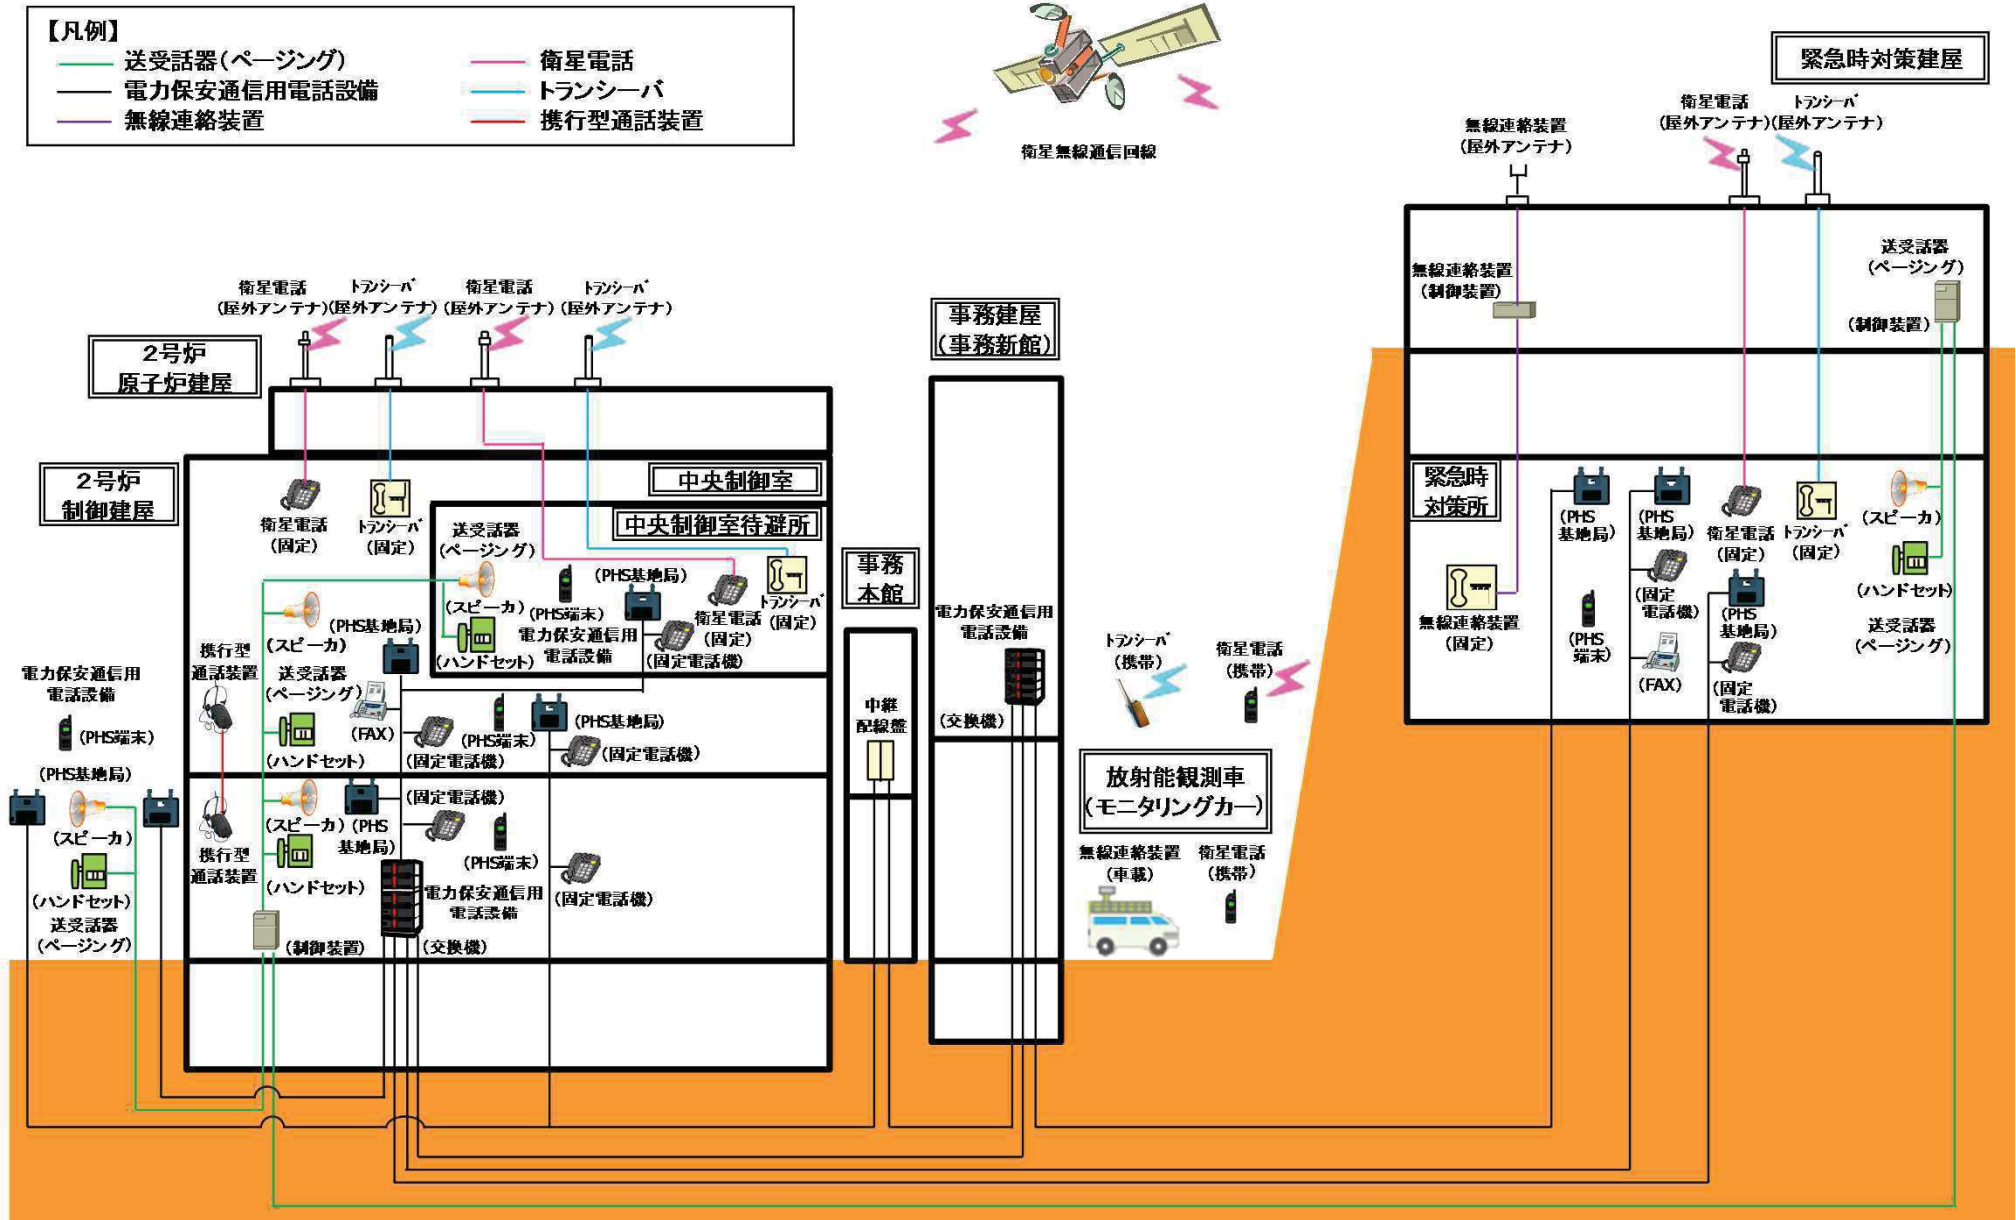 【凡例】
送受話器(ページング)
電力保安通信用電話設備
無線連絡装置
衛星電話
トランシーバ
携行型通話装置
衛星無線通信回線
緊急時対策建屋
無線連絡装置
(屋外アンテナ)
衛星電話
(屋外アンテナ)
トランシーバ
(屋外アンテナ)
無線連絡装置
(制御装置)
送受話器
(ページング)
(制御装置)
緊急時
対策所
(PHS
基地局)
(PHS
基地局)
衛星電話
(固定)
トランシーバ
(固定)
(スピーカ)
(ハンドセット)
送受話器
(ページング)
無線連絡装置
(固定)
(PHS
端末)
(固定
電話機)
(PHS
基地局)
(FAX)
(固定
電話機)
衛星電話
(屋外アンテナ)
トランシーバ
(屋外アンテナ)
衛星電話
(屋外アンテナ)
トランシーバ
(屋外アンテナ)
2号炉
原子炉建屋
2号炉
制御建屋
中央制御室
中央制御室待避所
衛星電話
(固定)
トランシーバ
(固定)
送受話器
(ページング)
(スピーカ)
(ハンドセット)
(PHS端末)
(PHS基地局)
電力保安通信用
電話設備
(固定電話機)
衛星電話
(固定)
トランシーバ
(固定)
(スピーカ)
(PHS基地局)
携行型
通話装置
送受話器
(ページング)
(ハンドセット)
(FAX)
(固定電話機)
(PHS端末)
(PHS基地局)
(固定電話機)
電力保安通信用
電話設備
(PHS端末)
(PHS基地局)
(スピーカ)
(ハンドセット)
送受話器
(ページング)
携行型
通話装置
(スピーカ)
(PHS
基地局)
(固定電話機)
(PHS端末)
(ハンドセット)
電力保安通信用
電話設備
(固定電話機)
(制御装置)
(交換機)
事務
本館
中継
配線盤
事務建屋
(事務新館)
電力保安通信用
電話設備
(交換機)
トランシーバ
(携帯)
衛星電話
(携帯)
放射能観測車
(モニタリングカー)
無線連絡装置
(車載)
衛星電話
(携帯)